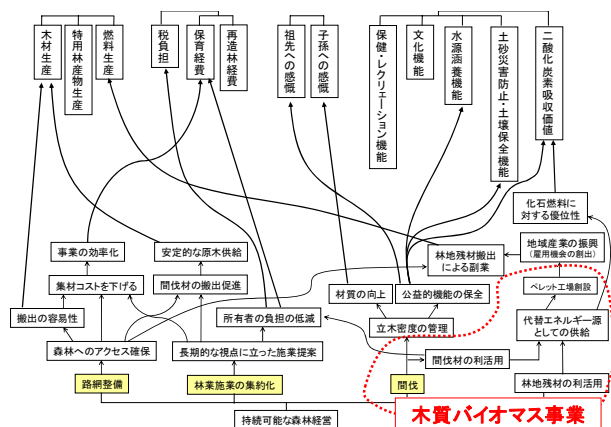 木材生産
特用林産物生産
燃料生産
税負担
保育経費
再造林経費
祖先への感慨
子孫への感慨
保健・レクリエーション機能
文化機能
水源涵養機能
土砂災害防止・土壌保全機能
二酸化炭素吸収価値
化石燃料に
対する優位性
事業の効率化
安定的な原木供給
林地残材搬出
による副業
地域産業の振興
(雇用機会の創出)
集材コストを下げる
間伐材の搬出促進
材質の向上
公益的機能の保全
ペレット工場創設
搬出の容易性
所有者の負担の低減
立木密度の管理
代替エネルギー源
としての供給
森林へのアクセス確保
長期的な視点に立った施業提案
間伐材の利活用
路網整備
林業施業の集約化
間伐
林地残材の利活用
持続可能な森林経営
木質バイオマス事業